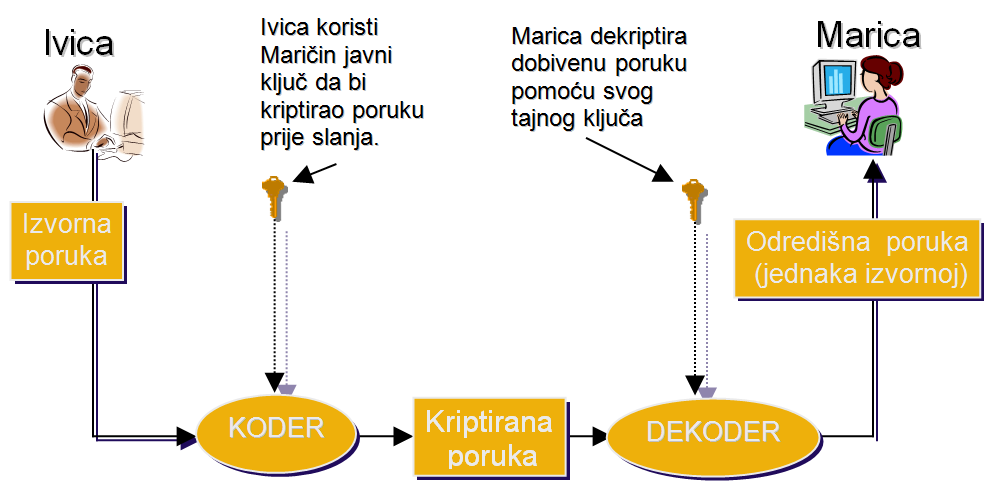 Ivica
Ivica koristi
Maričin javni
ključ da bi
kriptirao poruku
prije slanja.
Marica dekriptira
dobivenu poruku
pomoću svog
tajnog ključa
Marica
Izvorna
poruka
Odredišna poruka
(jednaka izvornoj)
KODER
Kriptirana
poruka
DEKODER